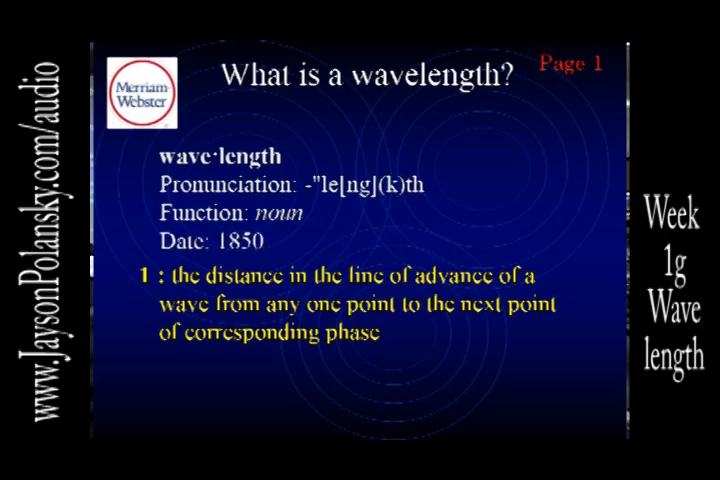 www.JaysonPolansky.com/audio
Merriam-
Webster
What is a wavelength?
Page 1
wave·length
Pronunciation: -"le[ng](k)th
Function: noun
Date: 1850
1 : the distance in the line of advance of a
wave from any one point to the next point
of corresponding phase
Week
1g
Wave
length